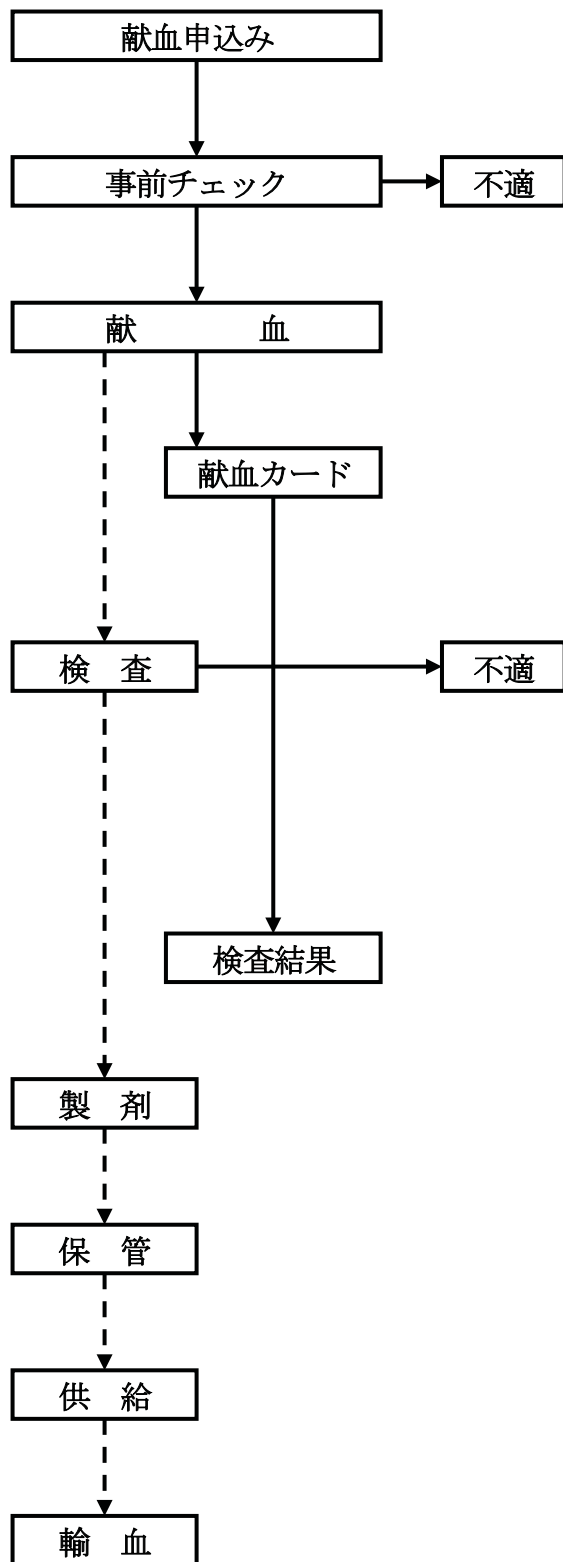 献血申込み
事前チェック
不適
献　　　　血
献血カード
検　査
不適
検査結果
製　剤
保　管
供　給
輸　血